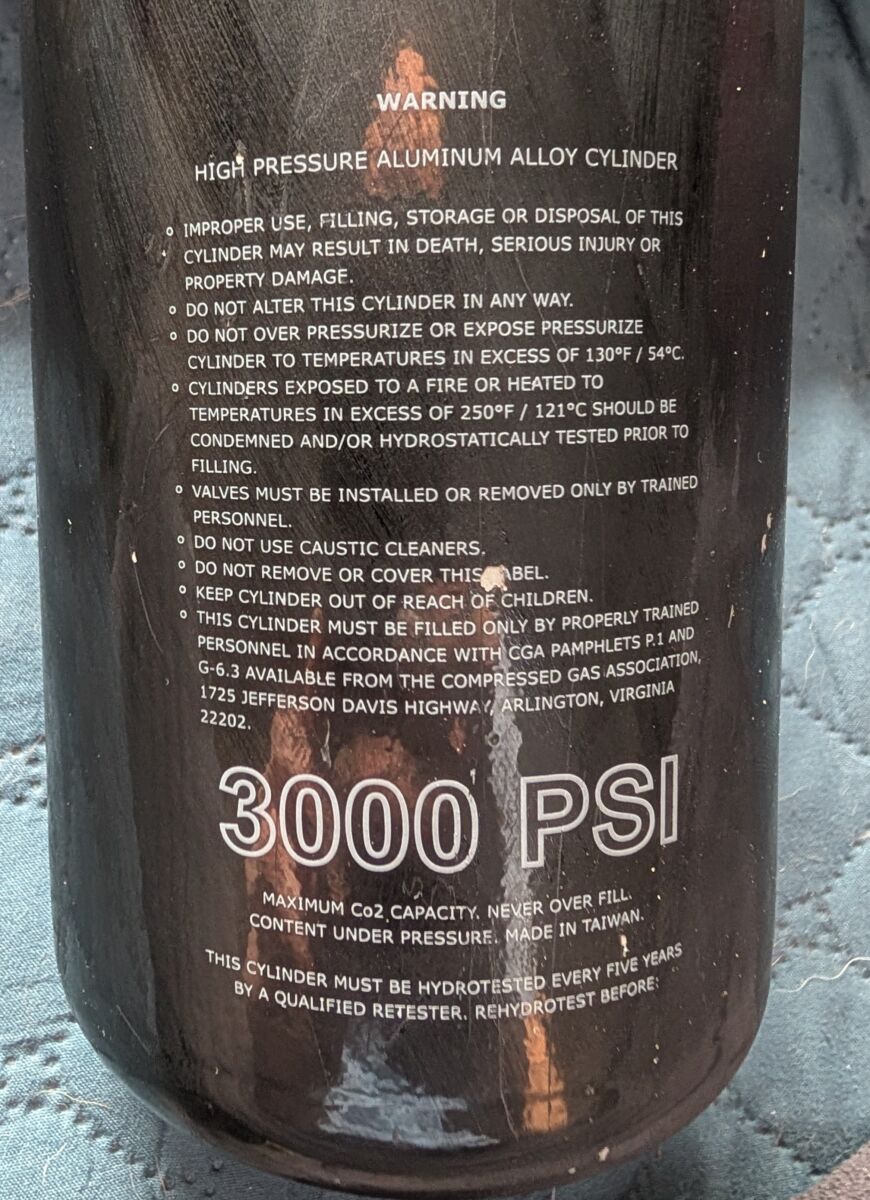 WARNING
HIGH PRESSURE ALUMINUM ALLOY CYLINDER
° IMPROPER USE, FILLING, STORAGE OR DISPOSAL OF THIS
CYLINDER MAY RESULT IN DEATH, SERIOUS INJURY OR
PROPERTY DAMAGE.
° DO NOT ALTER THIS CYLINDER IN ANY WAY.
° DO NOT OVER PRESSURIZE OR EXPOSE PRESSURIZE
CYLINDER TO TEMPERATURES IN EXCESS OF 130°F / 54°C.
° CYLINDERS EXPOSED TO A FIRE OR HEATED TO
TEMPERATURES IN EXCESS OF 250°F / 121°C SHOULD BE
CONDEMNED AND/OR HYDROSTATICALLY TESTED PRIOR TO
FILLING.
° VALVES MUST BE INSTALLED OR REMOVED ONLY BY TRAINED
PERSONNEL.
° DO NOT USE CAUSTIC CLEANERS.
° DO NOT REMOVE OR COVER THIS LABEL.
° KEEP CYLINDER OUT OF REACH OF CHILDREN.
° THIS CYLINDER MUST BE FILLED ONLY BY PROPERLY TRAINED
PERSONNEL IN ACCORDANCE WITH CGA PAMPHLETS P.1 AND
G-6.3 AVAILABLE FROM THE COMPRESSED GAS ASSOCIATION,
1725 JEFFERSON DAVIS HIGHWAY, ARLINGTON, VIRGINIA
22202.
3000 PSI
MAXIMUM Co2 CAPACITY. NEVER OVER FILL.
CONTENT UNDER PRESSURE. MADE IN TAIWAN.
THIS CYLINDER MUST BE HYDROTESTED EVERY FIVE YEARS
BY A QUALIFIED RETESTER. REHYDROTEST BEFORE: